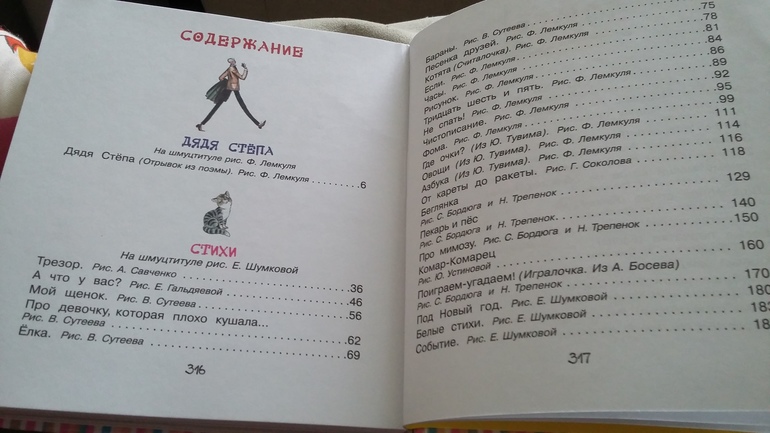 СОДЕРЖАНИЕ
ДЯДЯ СТЁПА
На шмуцтитуле рис. Ф. Лемкуля
Дядя Стёпа (Отрывок из поэмы). Рис. Ф. Лемкуля ........6
СТИХИ
На шмуцтитуле рис. Е. Шумковой
Трезор. Рис. А. Савченко ........36
А что у вас? Рис. Е. Гальдяевой ........46
Мой щенок. Рис. В. Сутеева ........56
Про девочку, которая плохо кушала...
Рис. В. Сутеева ........62
Ёлка. Рис. В. Сутеева ........69
316
Бараны. Рис. В. Сутеева ........75
Песенка друзей. Рис. Ф. Лемкуля ........78
Котята (Считалочка). Рис. Ф. Лемкуля ........81
Если. Рис. Ф. Лемкуля ........84
Часы. Рис. Ф. Лемкуля ........86
Рисунок. Рис. Ф. Лемкуля ........89
Тридцать шесть и пять. Рис. Ф. Лемкуля ........92
Не спать! Рис. Ф. Лемкуля ........95
Чистописание. Рис. Ф. Лемкуля ........99
Фома. Рис. Ф. Лемкуля ........111
Где очки? (Из Ю. Тувима). Рис. Ф. Лемкуля ........114
Овощи (Из Ю. Тувима). Рис. Ф. Лемкуля ........116
Азбука (Из Ю. Тувима). Рис. Ф. Лемкуля ........118
От кареты до ракеты. Рис. Г. Соколова ........129
Беглянка
Рис. С. Бордюга и Н. Трепенок ........140
Пекарь и пёс
Рис. С. Бордюга и Н. Трепенок ........150
Про мимозу. Рис. С. Бордюга и Н. Трепенок ........160
Комар-Комарец
Рис. Ю. Устиновой ........170
Поиграем-угадаем! (Игралочка. Из А. Босева)
Рис. С. Бордюга и Н. Трепенок ........180
Под Новый год. Рис. Е. Шумковой
Белые стихи. Рис. Е. Шумковой
Событие. Рис. Е. Шумковой
317